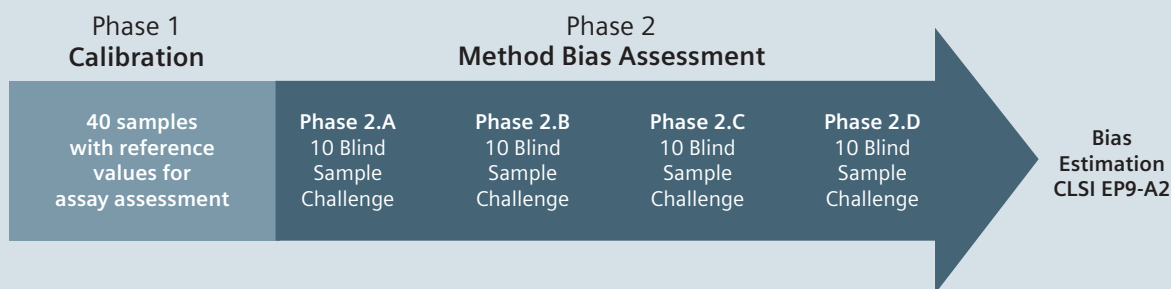 Phase 1
Calibration
Phase 2
Method Bias Assessment
40 samples
with reference
values for
assay assessment
Phase 2.A
10 Blind
Sample
Challenge
Phase 2.B
10 Blind
Sample
Challenge
Phase 2.C
10 Blind
Sample
Challenge
Phase 2.D
10 Blind
Sample
Challenge
Bias
Estimation
CLSI EP9-A2